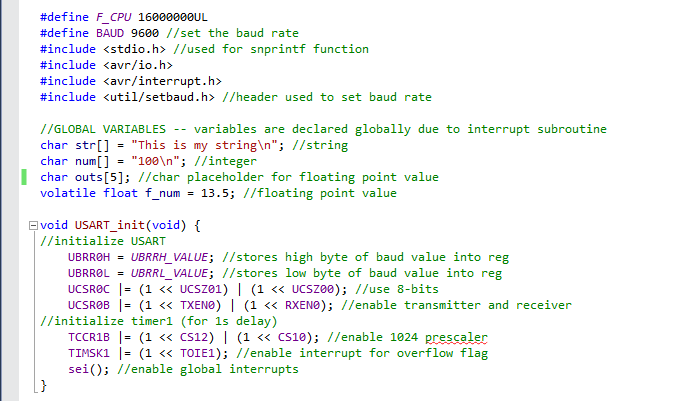 #define F_CPU 16000000UL
#define BAUD 9600 //set the baud rate
#include <stdio.h> //used for snprintf function
#include <avr/io.h>
#include <avr/interrupt.h>
#include <util/setbaud.h> //header used to set baud rate
//GLOBAL VARIABLES -- variables are declared globally due to interrupt subroutine
char str[] = "This is my string\n"; //string
char num[] = "100\n"; //integer
char outs[5]; //char placeholder for floating point value
volatile float f_num = 13.5; //floating point value
void USART_init(void) {
//initialize USART
UBRR0H = UBRRH_VALUE; //stores high byte of baud value into reg
UBRR0L = UBRRL_VALUE; //stores low byte of baud value into reg
UCSR0C |= (1 << UCSZ01) | (1 << UCSZ00); //use 8-bits
UCSR0B |= (1 << TXEN0) | (1 << RXEN0); //enable transmitter and receiver
//initialize timer1 (for 1s delay)
TCCR1B |= (1 << CS12) | (1 << CS10); //enable 1024 prescaler
TIMSK1 |= (1 << TOIE1); //enable interrupt for overflow flag
sei(); //enable global interrupts
}